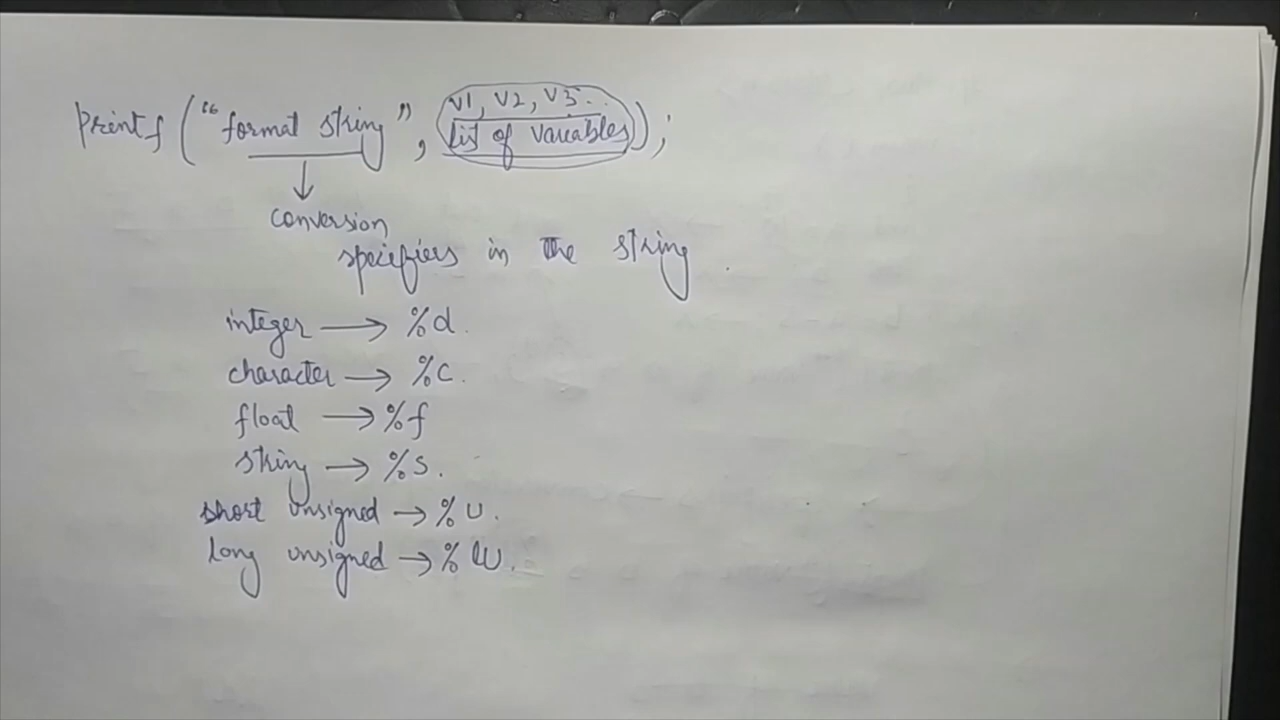 v1, v2, v3..
printf ("format string", list of variables));
conversion
specifiers in the string.
integer → %d.
character → %c.
float → %f
string → %s.
short unsigned → %u.
long unsigned → %lu.